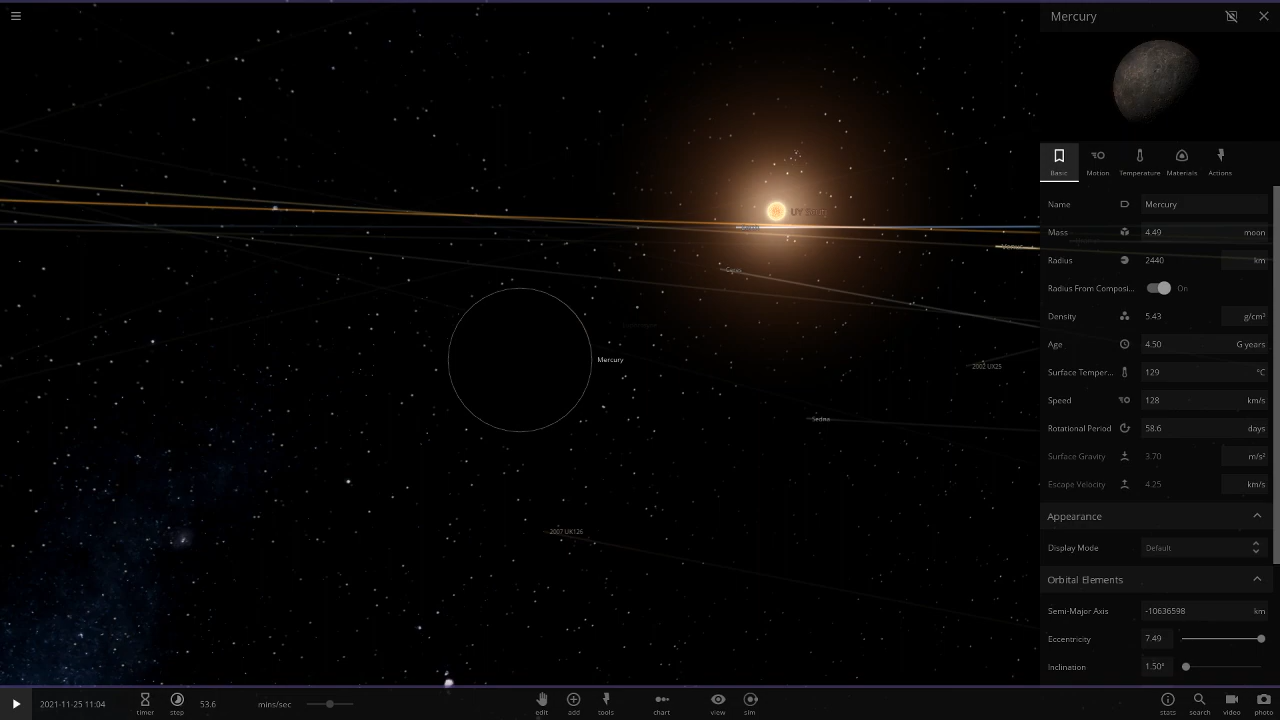 Mercury
Basic
Motion
Temperature
Materials
Actions
Name Mercury
Mass 4.49 moon
Radius 2440 km
Radius From Composi... On
Density 5.43 g/cm³
Age 4.50 G years
Surface Temper... 129 °C
Speed 128 km/s
Rotational Period 58.6 days
Surface Gravity 3.70 m/s²
Escape Velocity 4.25 km/s
Appearance
Display Mode Default
Orbital Elements
Semi-Major Axis -10636598 km
Eccentricity 7.49
Inclination 1.50°
UY Scuti
Venus
Ceres
Mercury
2002 UX25
Sedna
2007 UK126
2021-11-25 11:04
timer
step
53.6 mins/sec
edit
add
tools
chart
view
sim
stats
search
video
photo